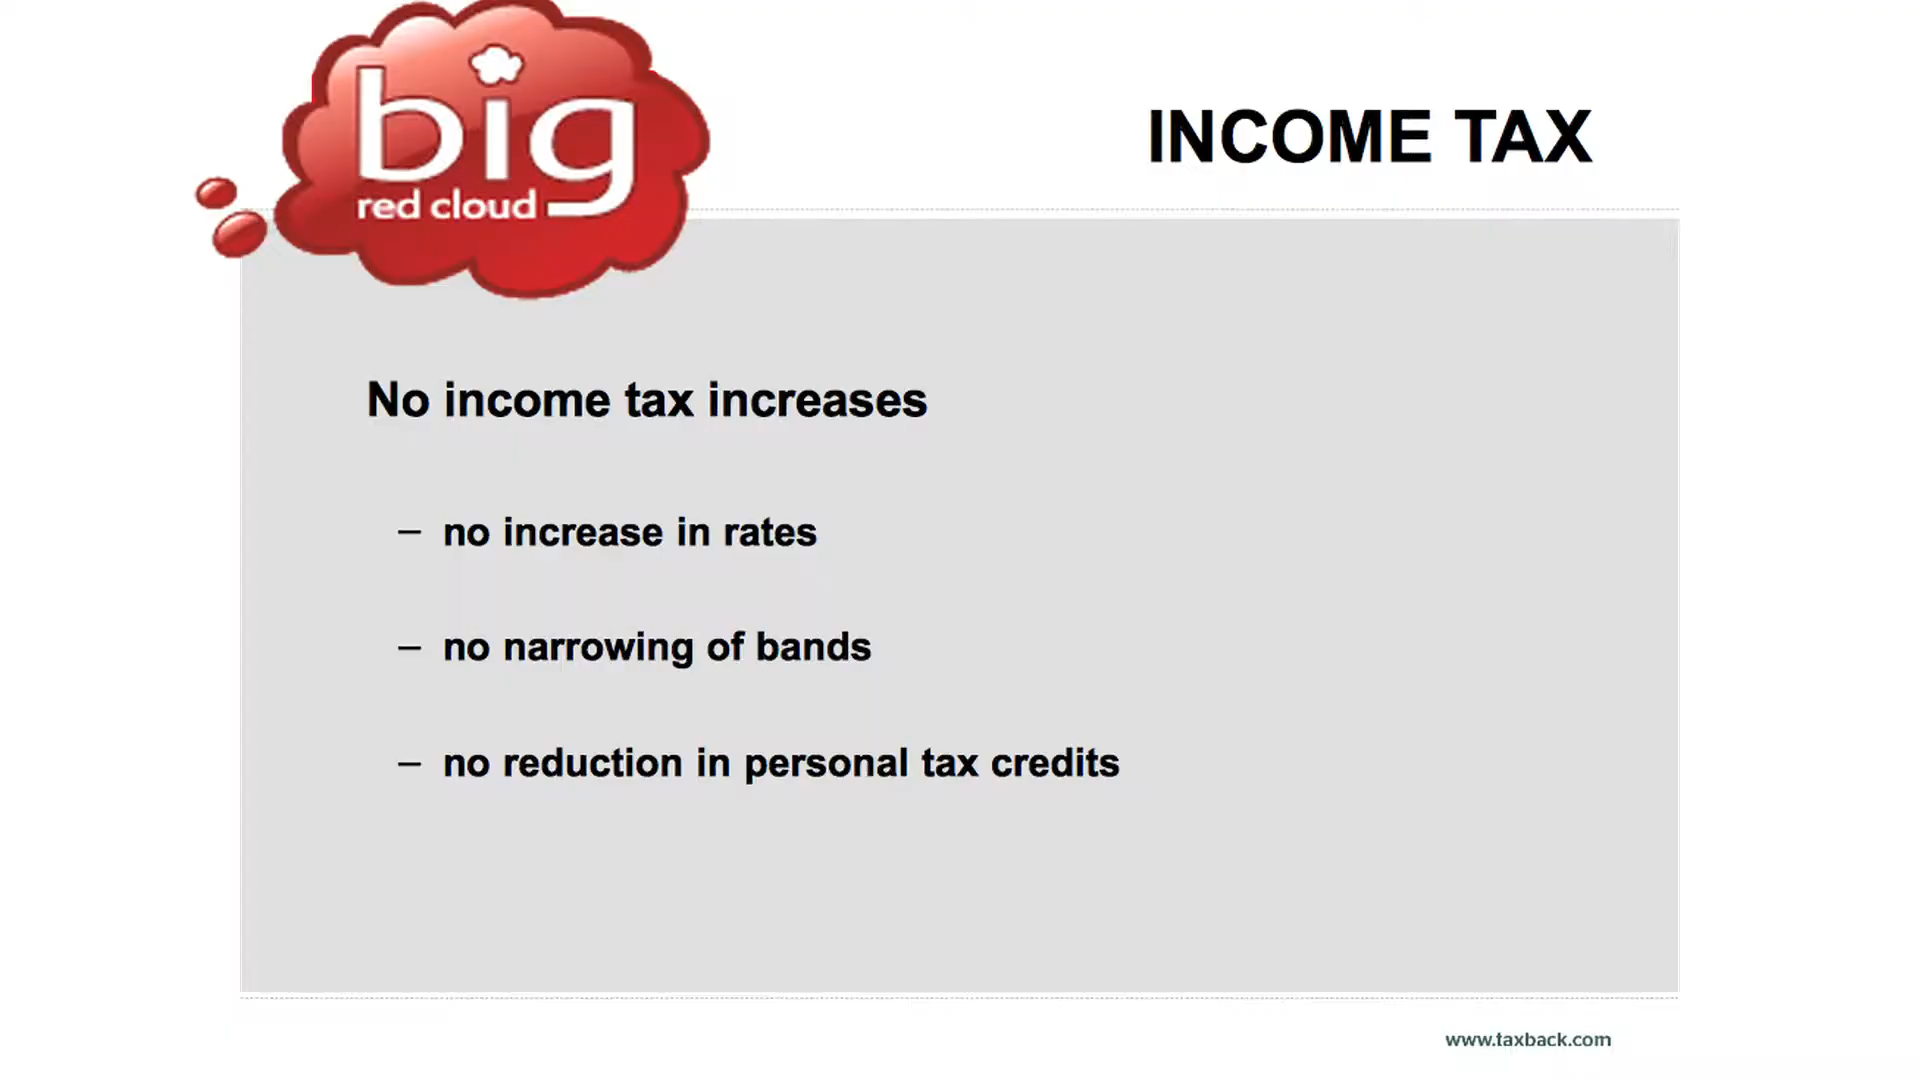 big
red cloud
INCOME TAX
No income tax increases
– no increase in rates
– no narrowing of bands
– no reduction in personal tax credits
www.taxback.com